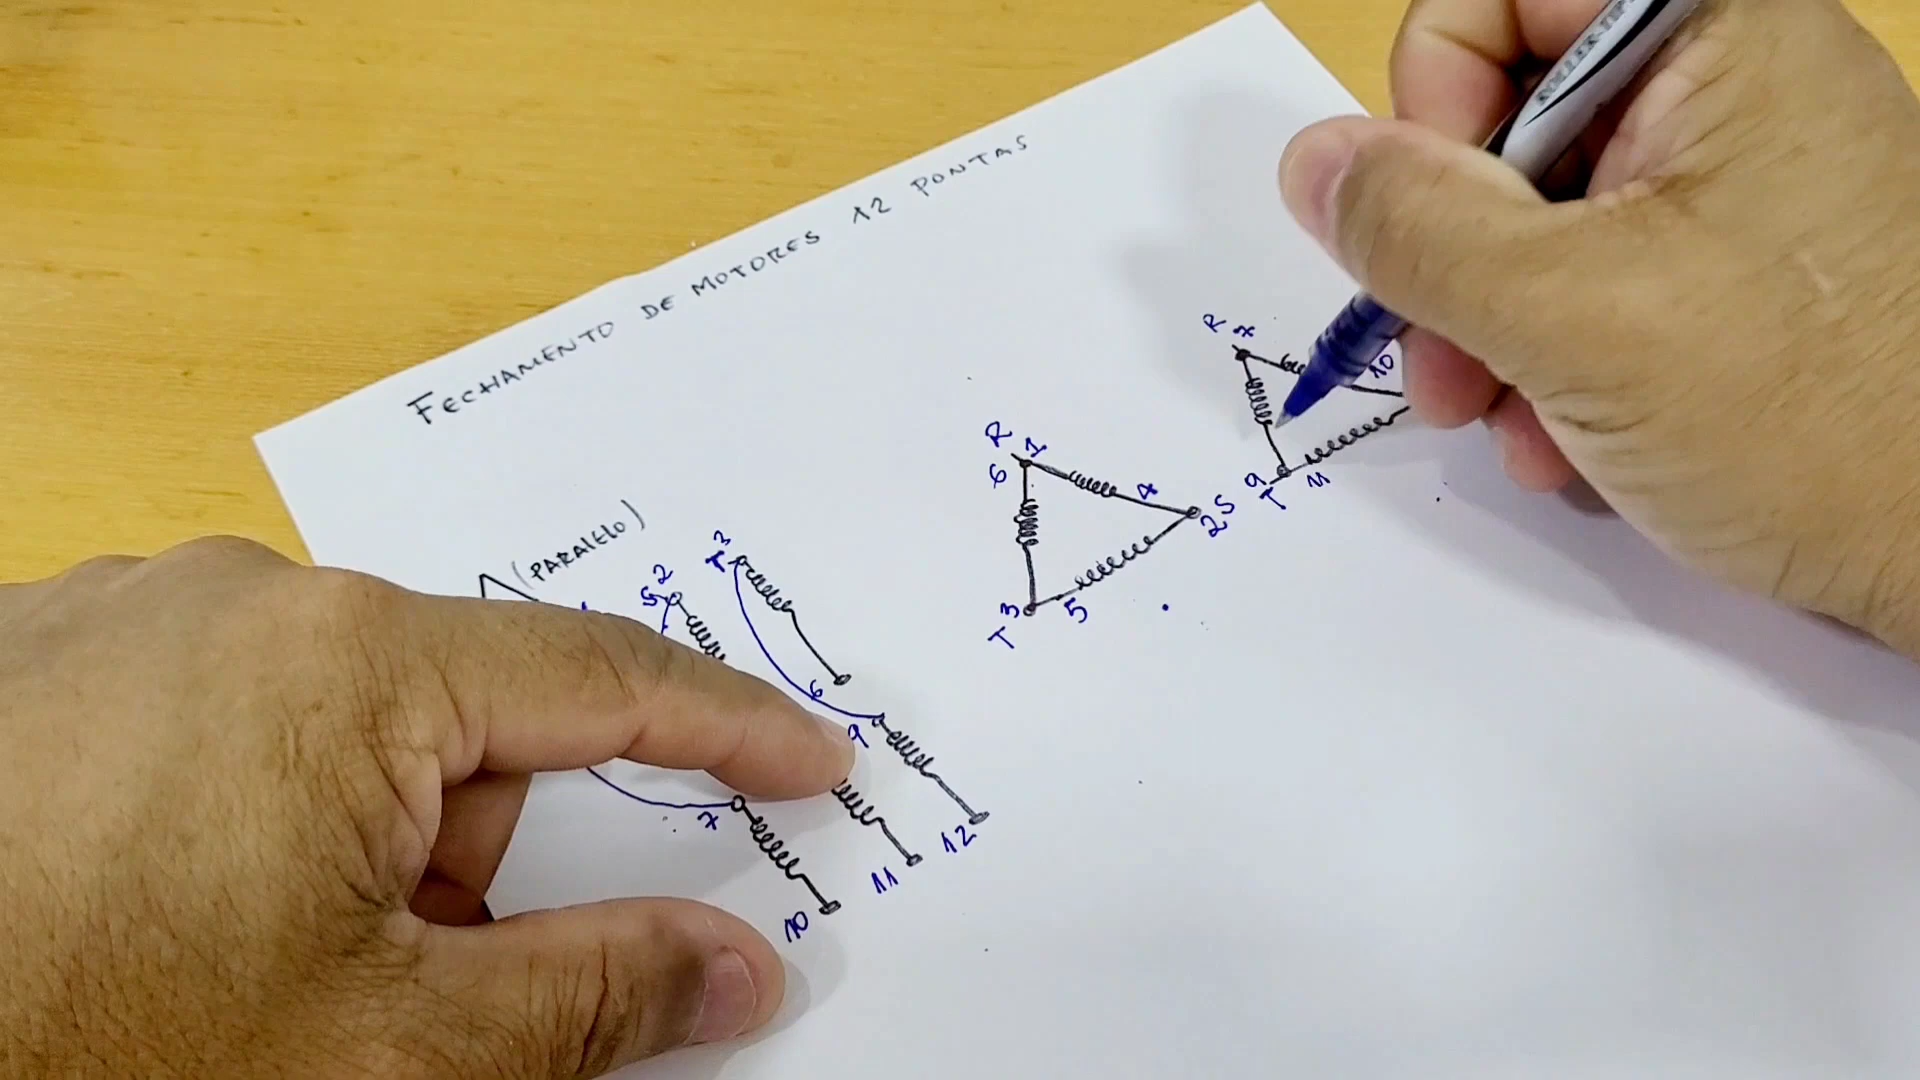 FECHAMENTO DE MOTORES 12 PONTAS
(PARALELO)
R 7
10
9 11
T
R 1
6
4
2 S
T 3 5
S 2
T 3
6
9
7
12
11
10